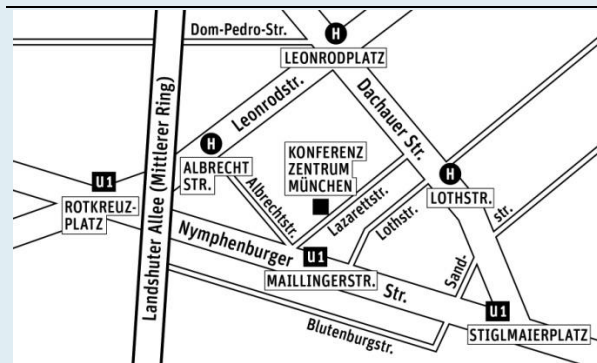 Dom-Pedro-Str.
H
LEONRODPLATZ
Landshuter Allee (Mittlerer Ring)
Leonrodstr.
Dachauer Str.
H
ALBRECHT
STR.
KONFERENZ
ZENTRUM
MÜNCHEN
H
LOTHSTR.
U1
ROTKREUZ-
PLATZ
Albrechtstr.
Lazarettstr.
Lothstr.
Sand-
str.
Nymphenburger
Str.
U1
MAILLINGERSTR.
U1
STIGLMAIERPLATZ
Blutenburgstr.